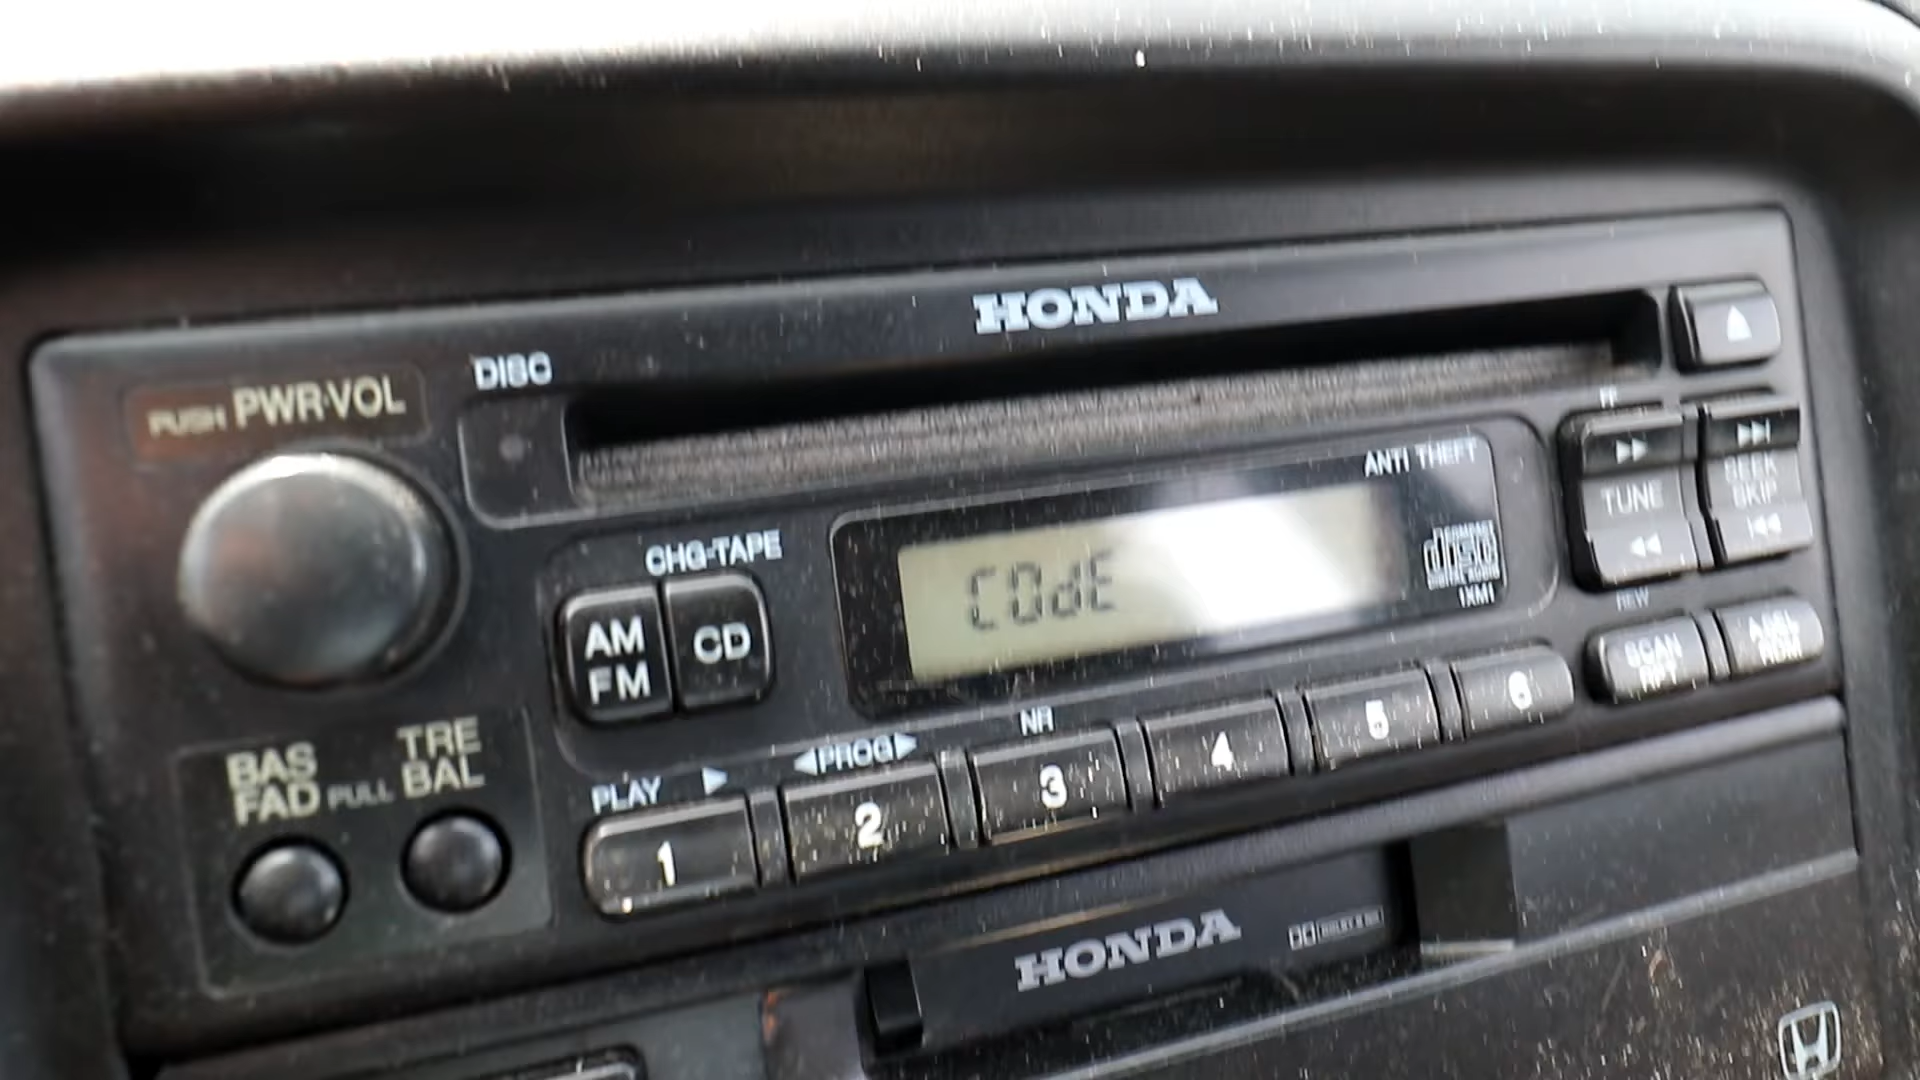 HONDA
DISC
PUSH PWR·VOL
ANTI THEFT
FF
SEEK
SKIP
TUNE
CHG-TAPE
COdE
COMPACT
disc
DIGITAL AUDIO
1XM1
AM
FM
CD
REW
SCAN
RPT
NR
◀PROG▶
PLAY ▶
BAS
FAD PULL
TRE
BAL
1
2
3
4
5
6
HONDA